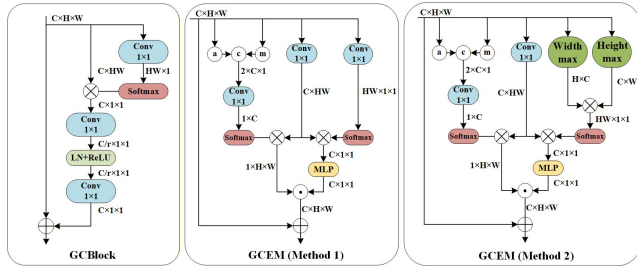 C×H×W
Conv
1×1
C×HW
HW×1
Softmax
C×1×1
Conv
1×1
C/r×1×1
LN+ReLU
C/r×1×1
Conv
1×1
C×1×1
GCBlock
C×H×W
a
c
m
Conv
1×1
Conv
1×1
2×C×1
Conv
1×1
C×HW
HW×1×1
1×C
Softmax
Softmax
C×1×1
1×H×W
MLP
C×1×1
C×H×W
GCEM (Method 1)
C×H×W
a
c
m
Conv
1×1
Width
max
Height
max
2×C×1
H×C
C×W
Conv
1×1
C×HW
1×C
HW×1×1
Softmax
Softmax
C×1×1
1×H×W
MLP
C×1×1
C×H×W
GCEM (Method 2)